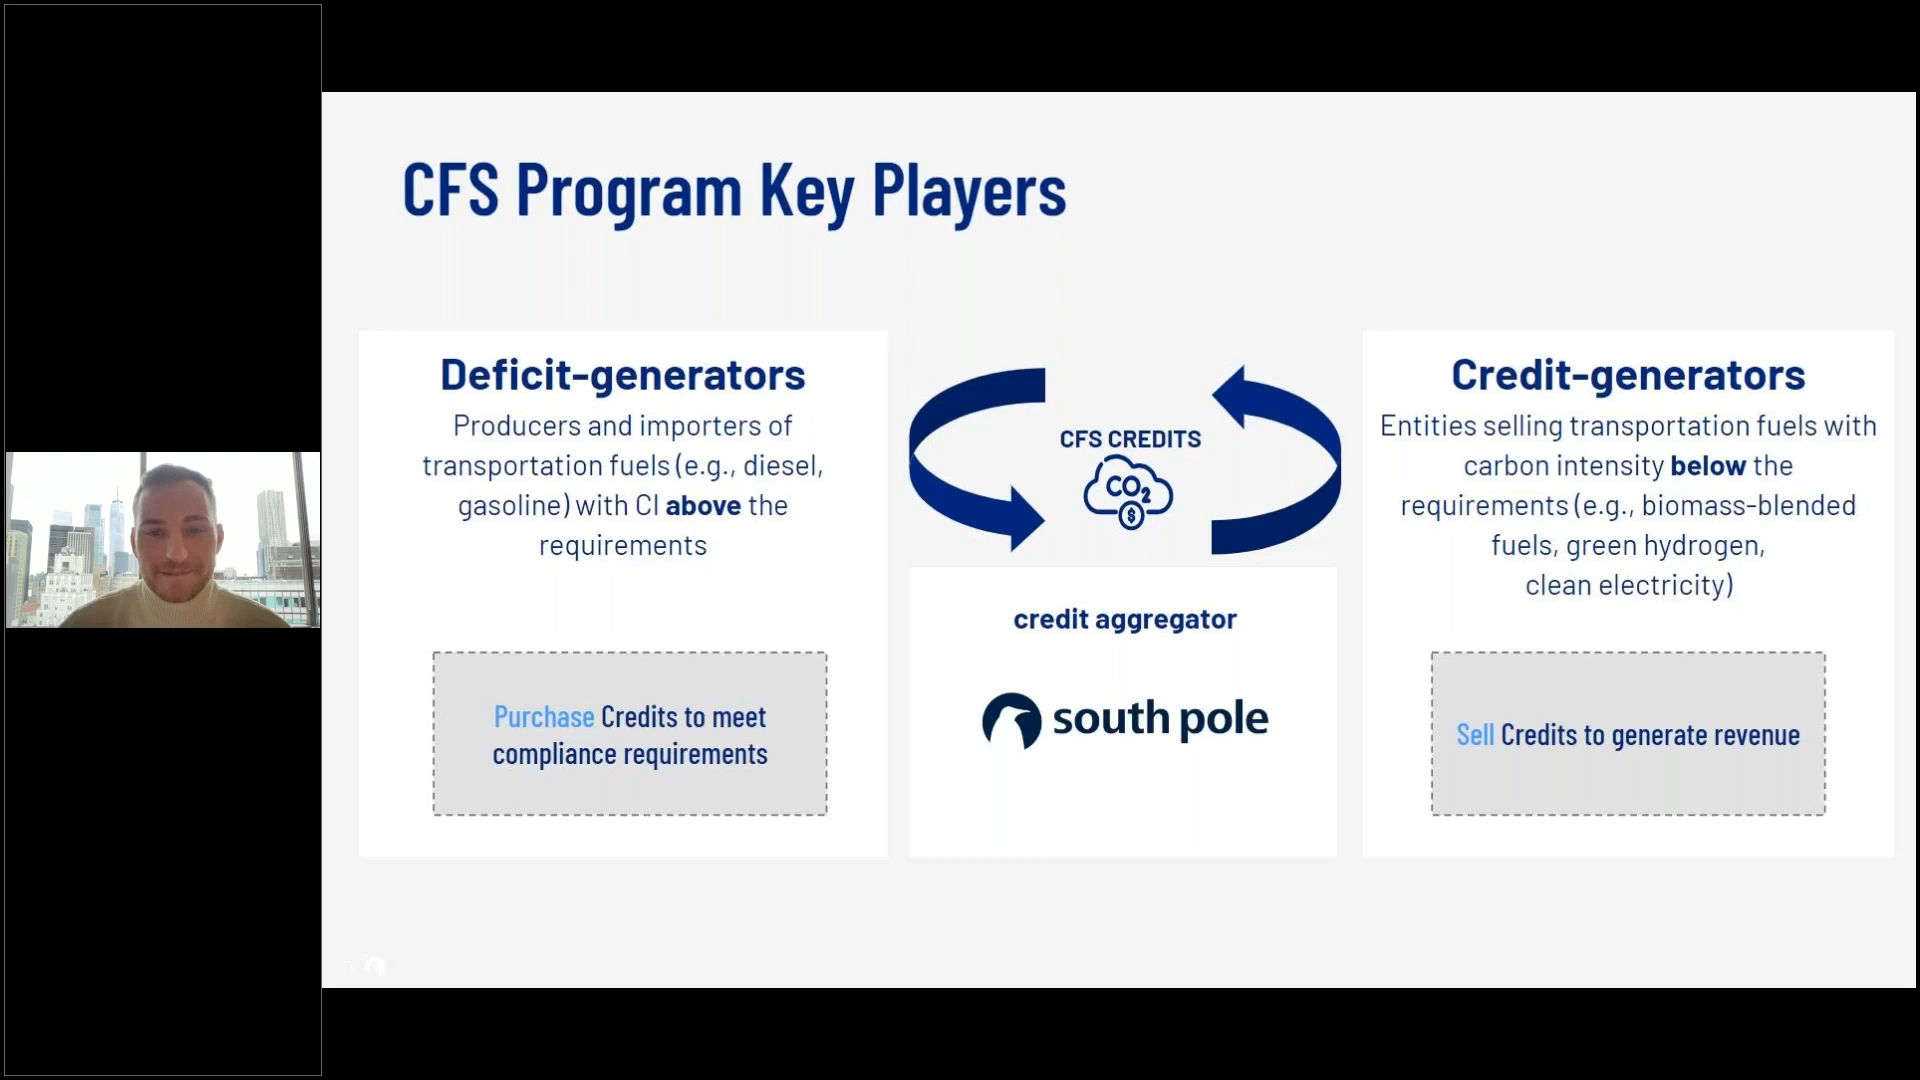 CFS Program Key Players
Deficit-generators
Producers and importers of
transportation fuels (e.g., diesel,
gasoline) with CI above the
requirements
Purchase Credits to meet
compliance requirements
CFS CREDITS
CO2
$
credit aggregator
south pole
Credit-generators
Entities selling transportation fuels with
carbon intensity below the
requirements (e.g., biomass-blended
fuels, green hydrogen,
clean electricity)
Sell Credits to generate revenue